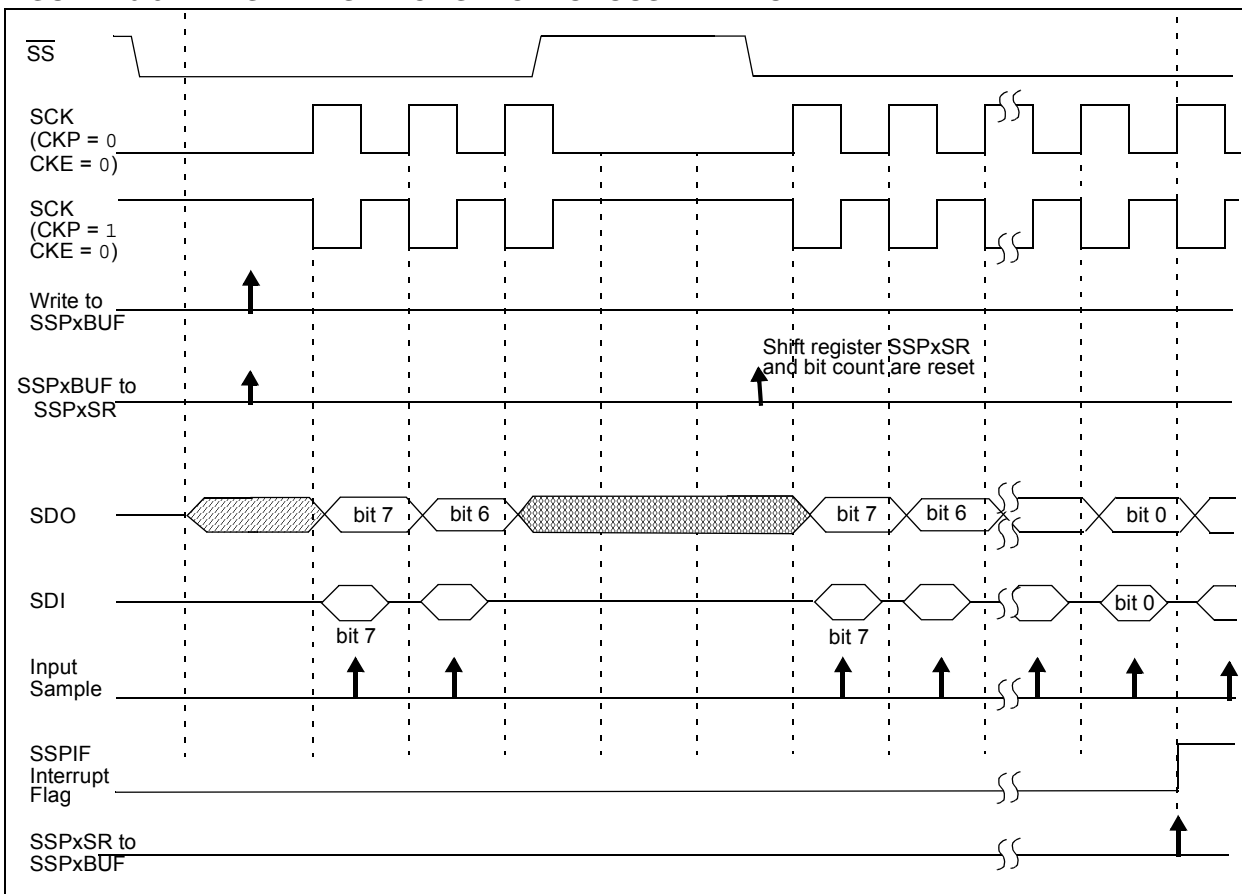 SS
SCK
(CKP = 0
CKE = 0)
SCK
(CKP = 1
CKE = 0)
Write to
SSPxBUF
Shift register SSPxSR
and bit count are reset
SSPxBUF to
SSPxSR
SDO
bit 7
bit 6
bit 7
bit 6
bit 0
SDI
bit 0
bit 7
bit 7
Input
Sample
SSPIF
Interrupt
Flag
SSPxSR to
SSPxBUF